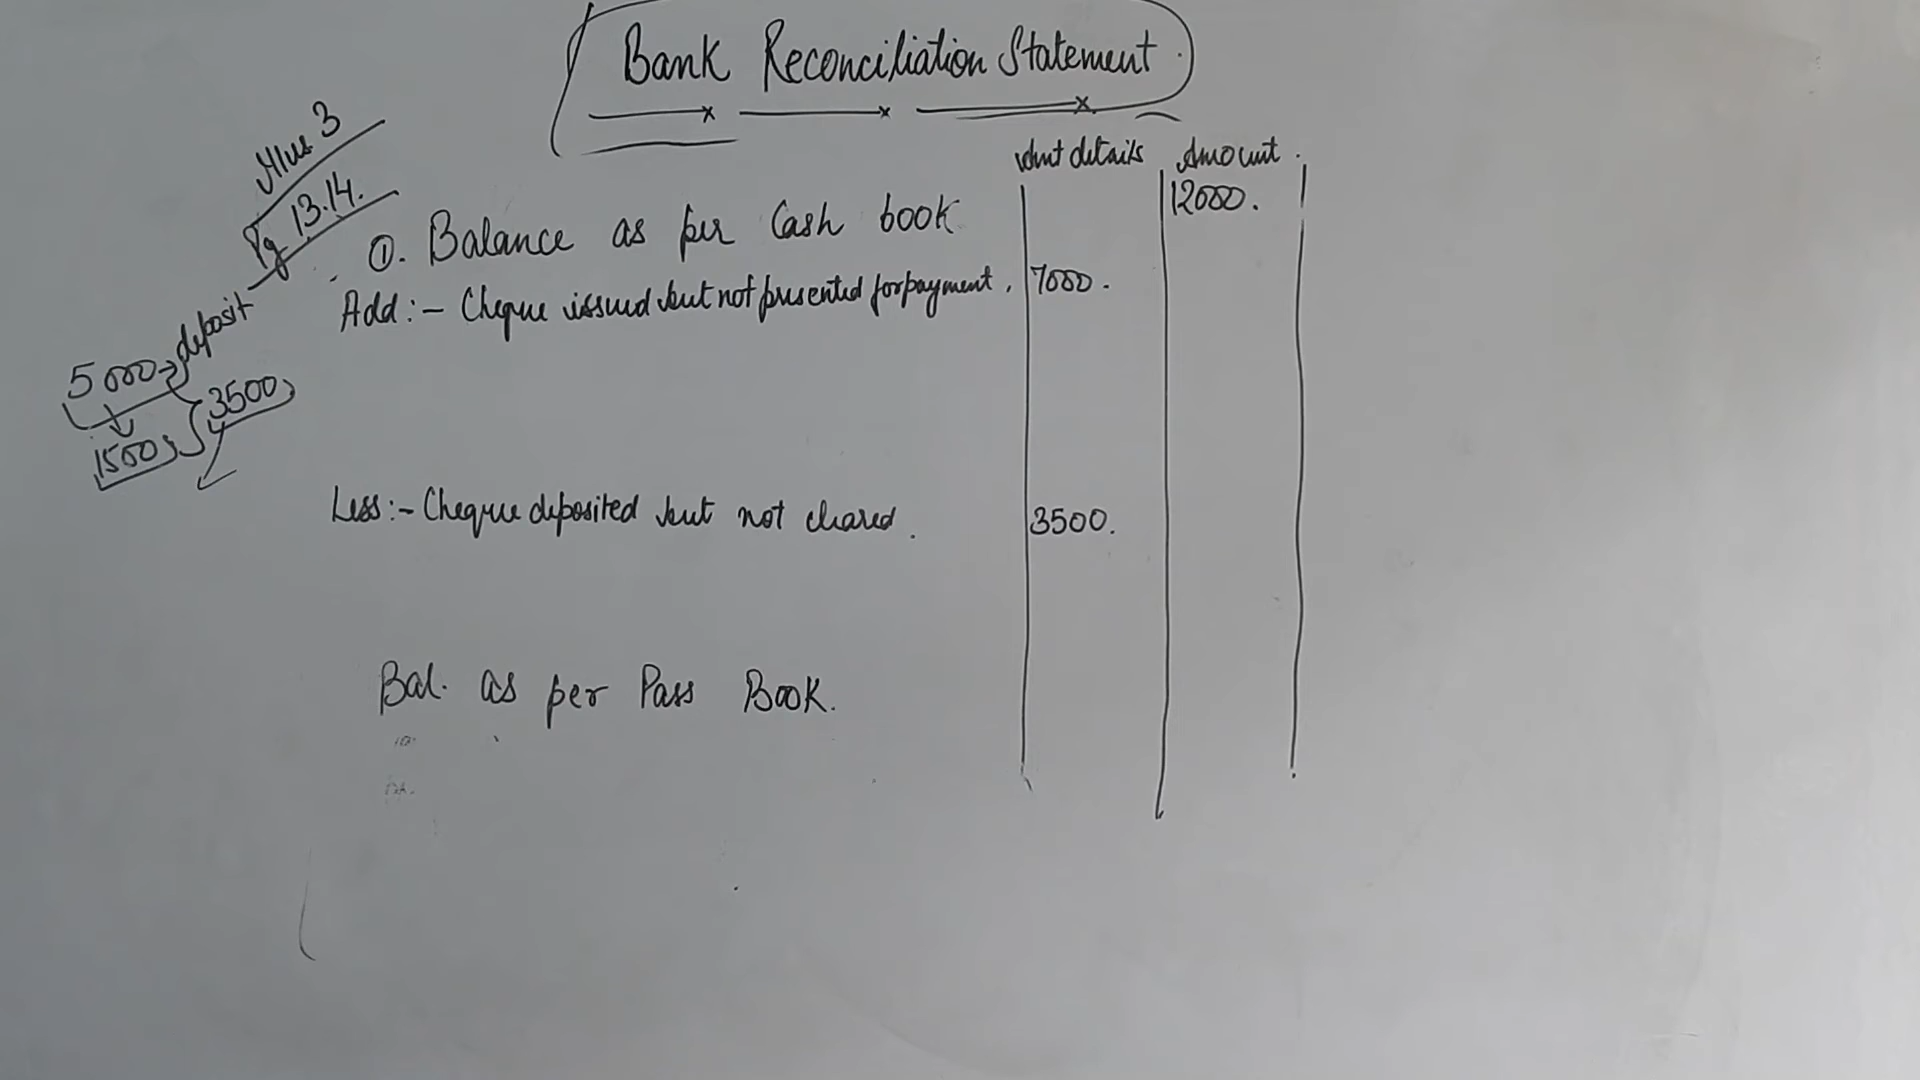 Bank Reconciliation Statement
Illus 3
Pg 13.14.
Amt details Amount
① Balance as per Cash book 12000.
Add:- Cheque issued but not presented for payment. 7000.
5000 → deposit
1500 3500
Less:- Cheque deposited but not cleared. 3500.
Bal. as per Pass Book.